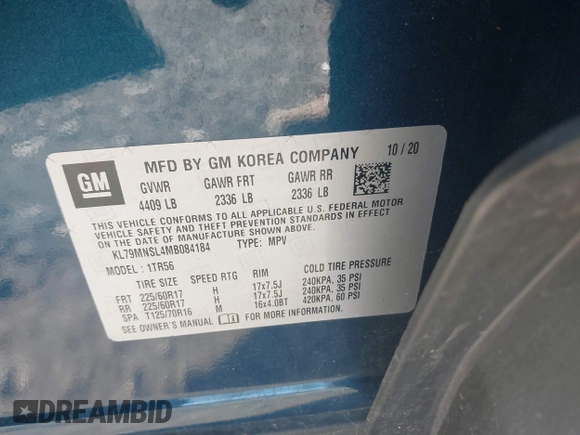 GM
MFD BY GM KOREA COMPANY 10/20
GVWR GAWR FRT GAWR RR
4409 LB 2336 LB 2336 LB
THIS VEHICLE CONFORMS TO ALL APPLICABLE U.S. FEDERAL MOTOR
VEHICLE SAFETY AND THEFT PREVENTION STANDARDS IN EFFECT
ON THE DATE OF MANUFACTURE SHOWN ABOVE.
KL79MNSL4MB084184 TYPE: MPV
MODEL: 1TR56
TIRE SIZE SPEED RTG RIM COLD TIRE PRESSURE
FRT 225/60R17 H 17x7.5J 240KPA, 35 PSI
RR 225/60R17 H 17x7.5J 240KPA, 35 PSI
SPA T125/70R16 M 16x4.0BT 420KPA, 60 PSI
SEE OWNER'S MANUAL FOR MORE INFORMATION.
DREAMBID